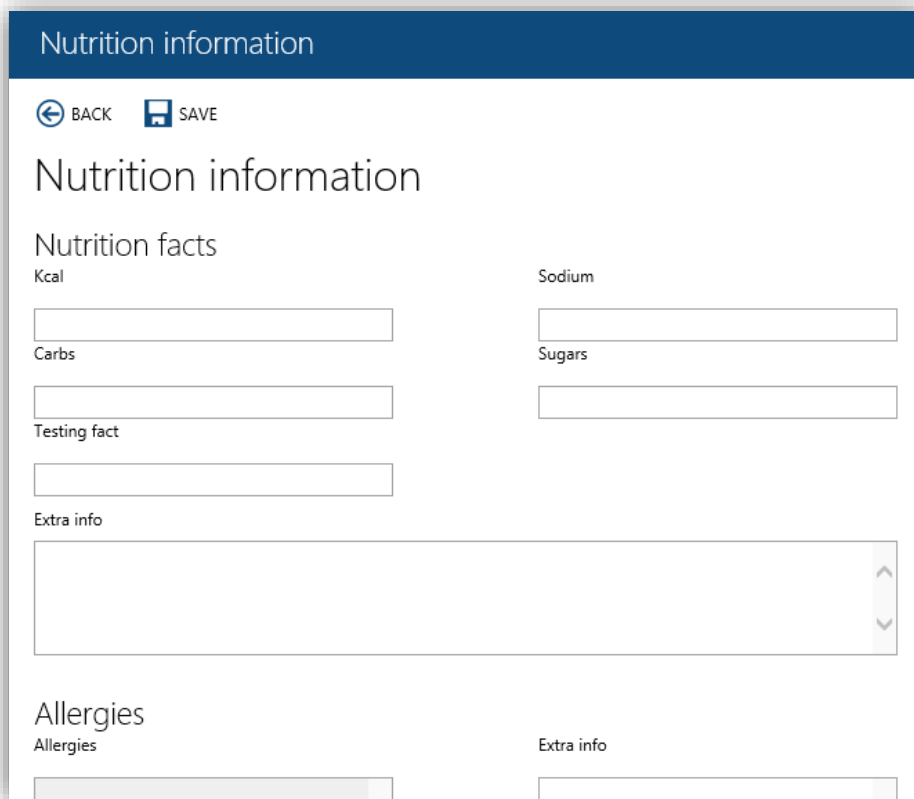 Nutrition information
BACK SAVE
Nutrition information
Nutrition facts
Kcal Sodium
Carbs Sugars
Testing fact
Extra info
Allergies
Allergies Extra info